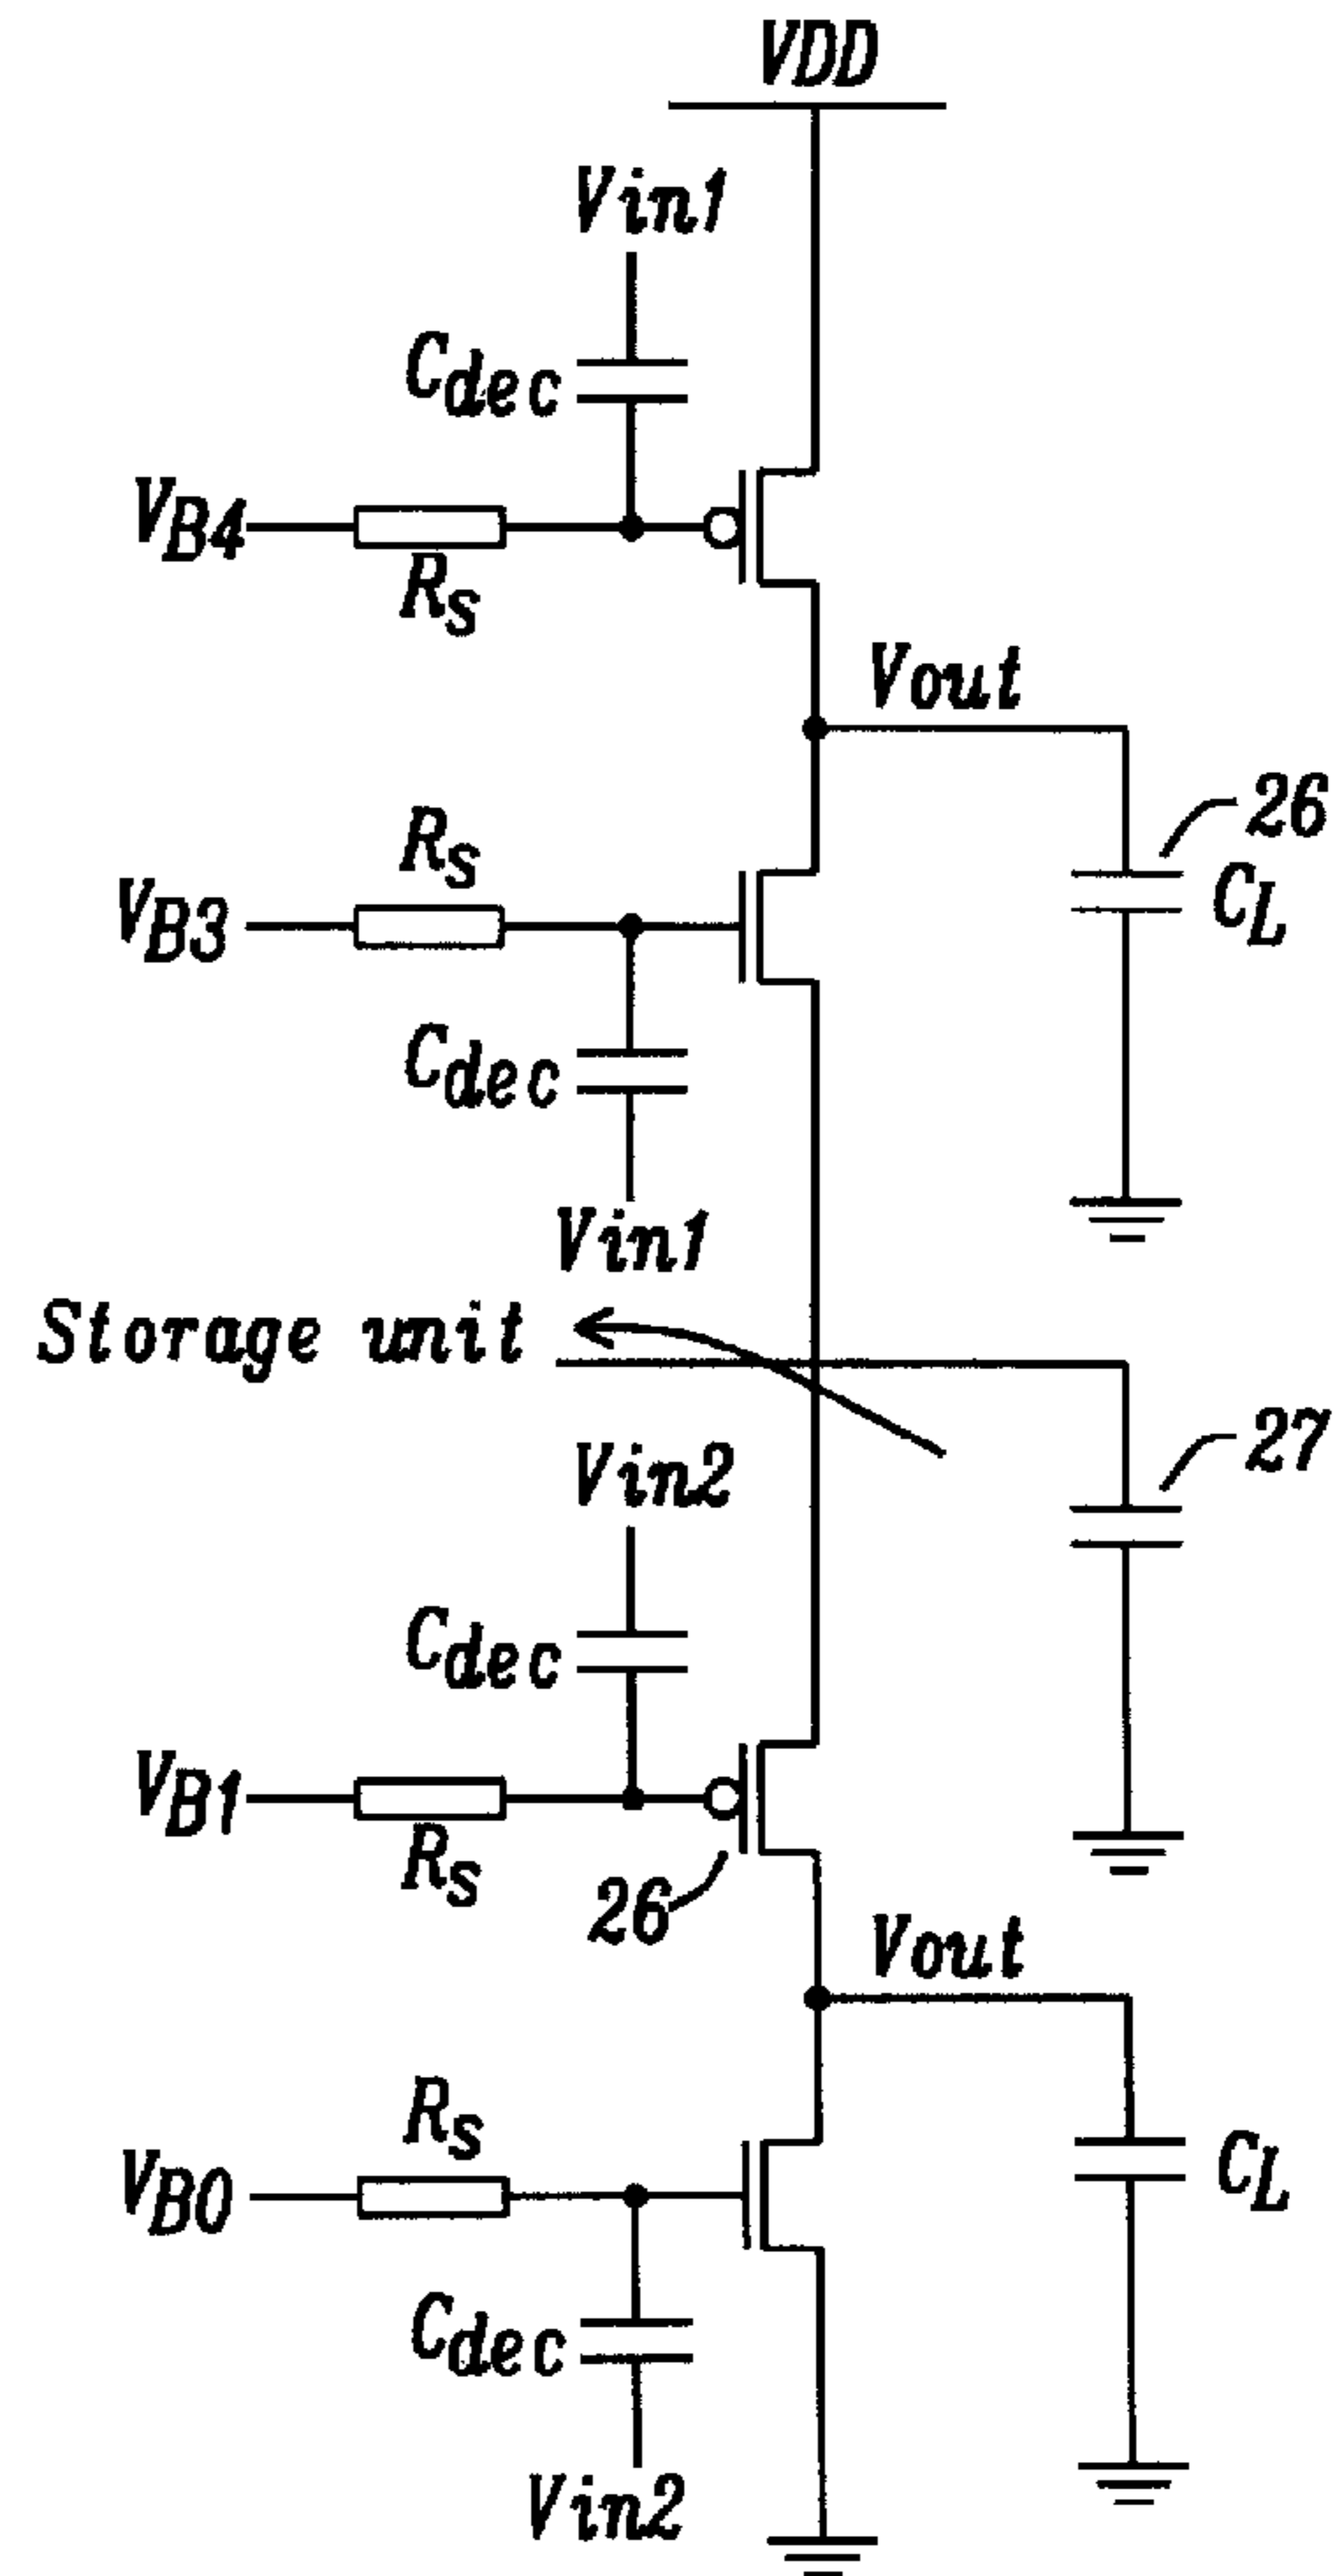 VDD
Vin1
Cdec
VB4
Rs
Vout
26
Rs
CL
VB3
Cdec
Vin1
Storage unit
27
Vin2
Cdec
VB1
Rs
26
Vout
Rs
CL
VB0
Cdec
Vin2